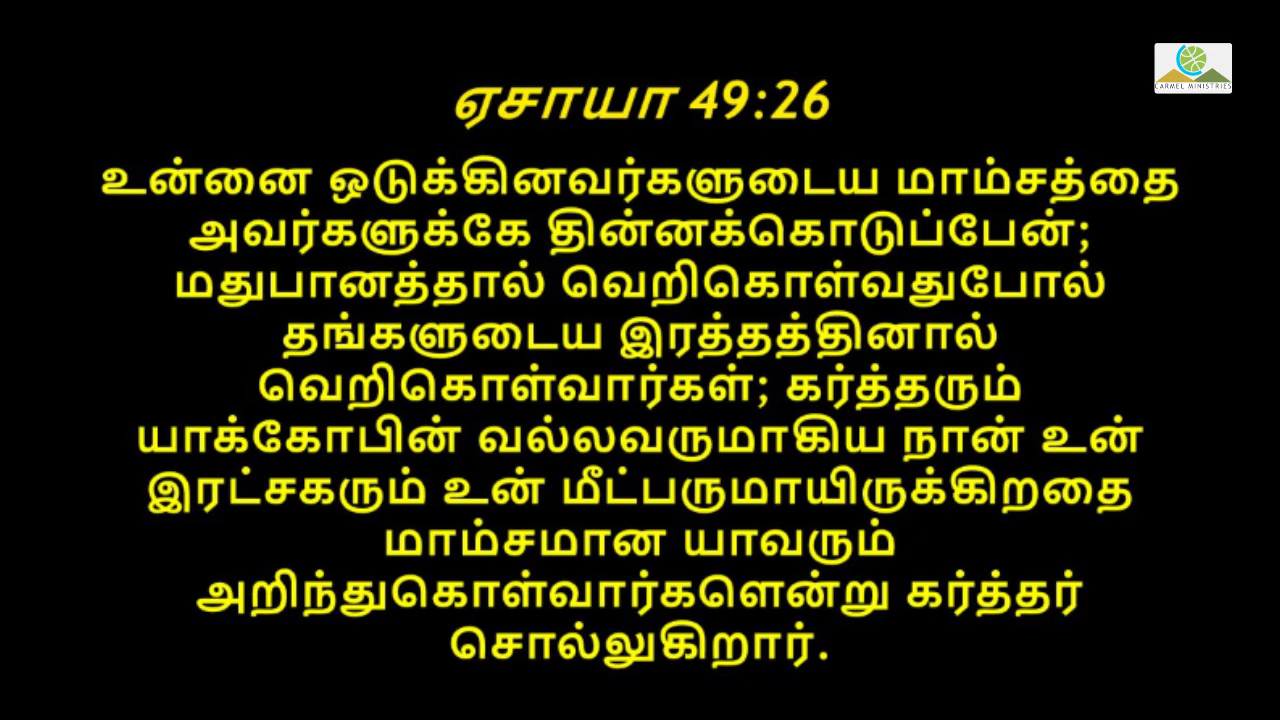 CARMEL MINISTRIES
ஏசாயா 49:26
உன்னை ஒடுக்கினவர்களுடைய மாம்சத்தை
அவர்களுக்கே தின்னக்கொடுப்பேன்;
மதுபானத்தால் வெறிகொள்வதுபோல்
தங்களுடைய இரத்தத்தினால்
வெறிகொள்வார்கள்; கர்த்தரும்
யாக்கோபின் வல்லவருமாகிய நான் உன்
இரட்சகரும் உன் மீட்பருமாயிருக்கிறதை
மாம்சமான யாவரும்
அறிந்துகொள்வார்களென்று கர்த்தர்
சொல்லுகிறார்.